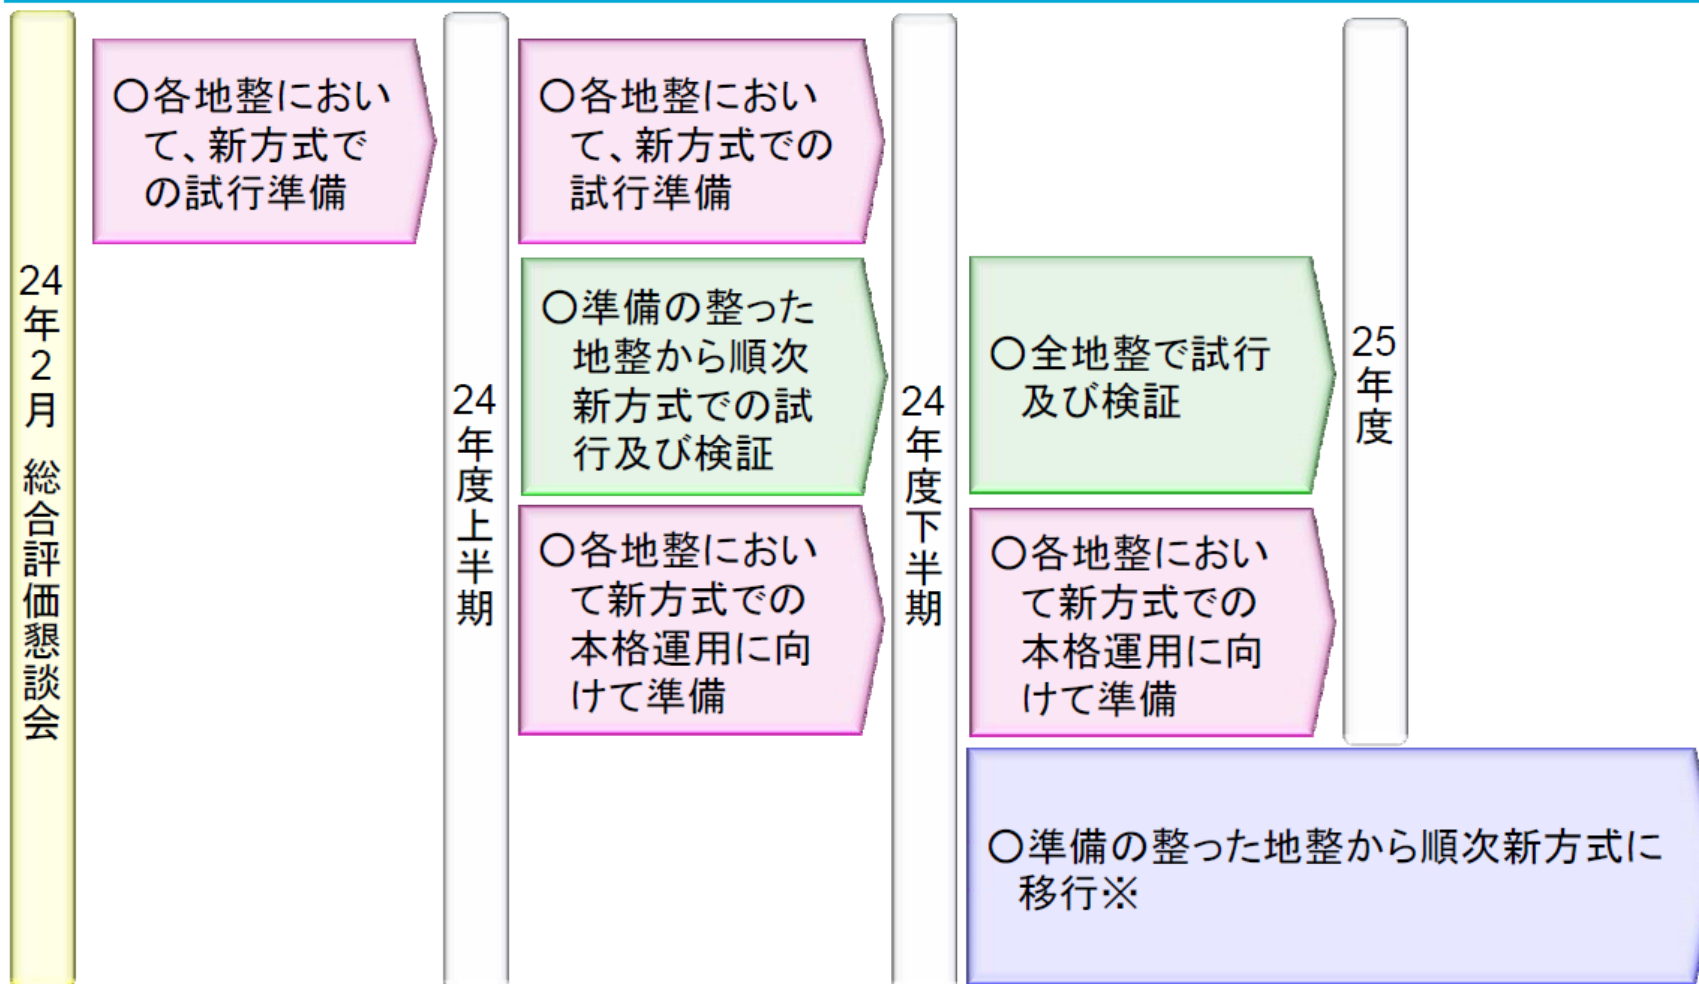 24年2月 総合評価懇談会
〇各地整におい
て、新方式で
の試行準備
24年度上半期
〇各地整におい
て、新方式での
試行準備
〇準備の整った
地整から順次
新方式での試
行及び検証
〇各地整におい
て新方式での
本格運用に向
けて準備
24年度下半期
〇全地整で試行
及び検証
〇各地整におい
て新方式での
本格運用に向
けて準備
25年度
〇準備の整った地整から順次新方式に
移行※